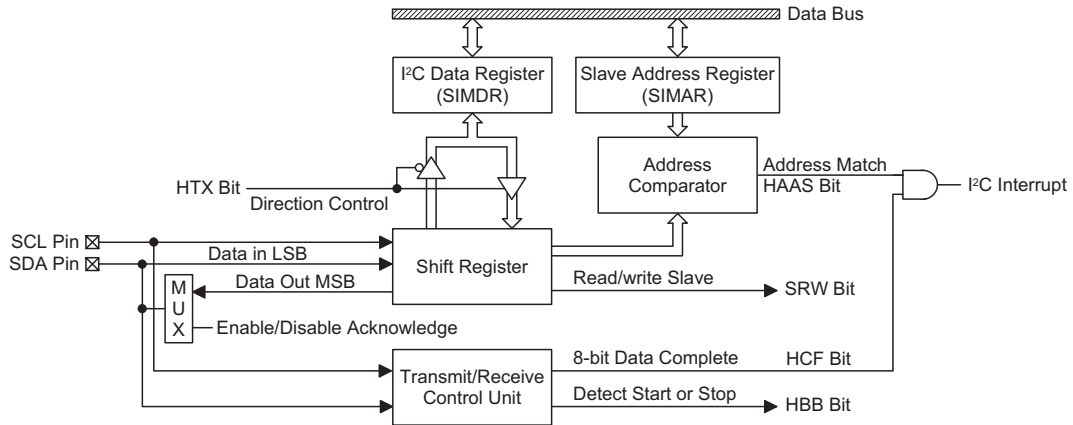 Data Bus
I²C Data Register
(SIMDR)
Slave Address Register
(SIMAR)
HTX Bit
Direction Control
Address
Comparator
Address Match
HAAS Bit
I²C Interrupt
SCL Pin
SDA Pin
Data in LSB
Shift Register
Data Out MSB
Read/write Slave
SRW Bit
M
U
X
Enable/Disable Acknowledge
Transmit/Receive
Control Unit
8-bit Data Complete
HCF Bit
Detect Start or Stop
HBB Bit